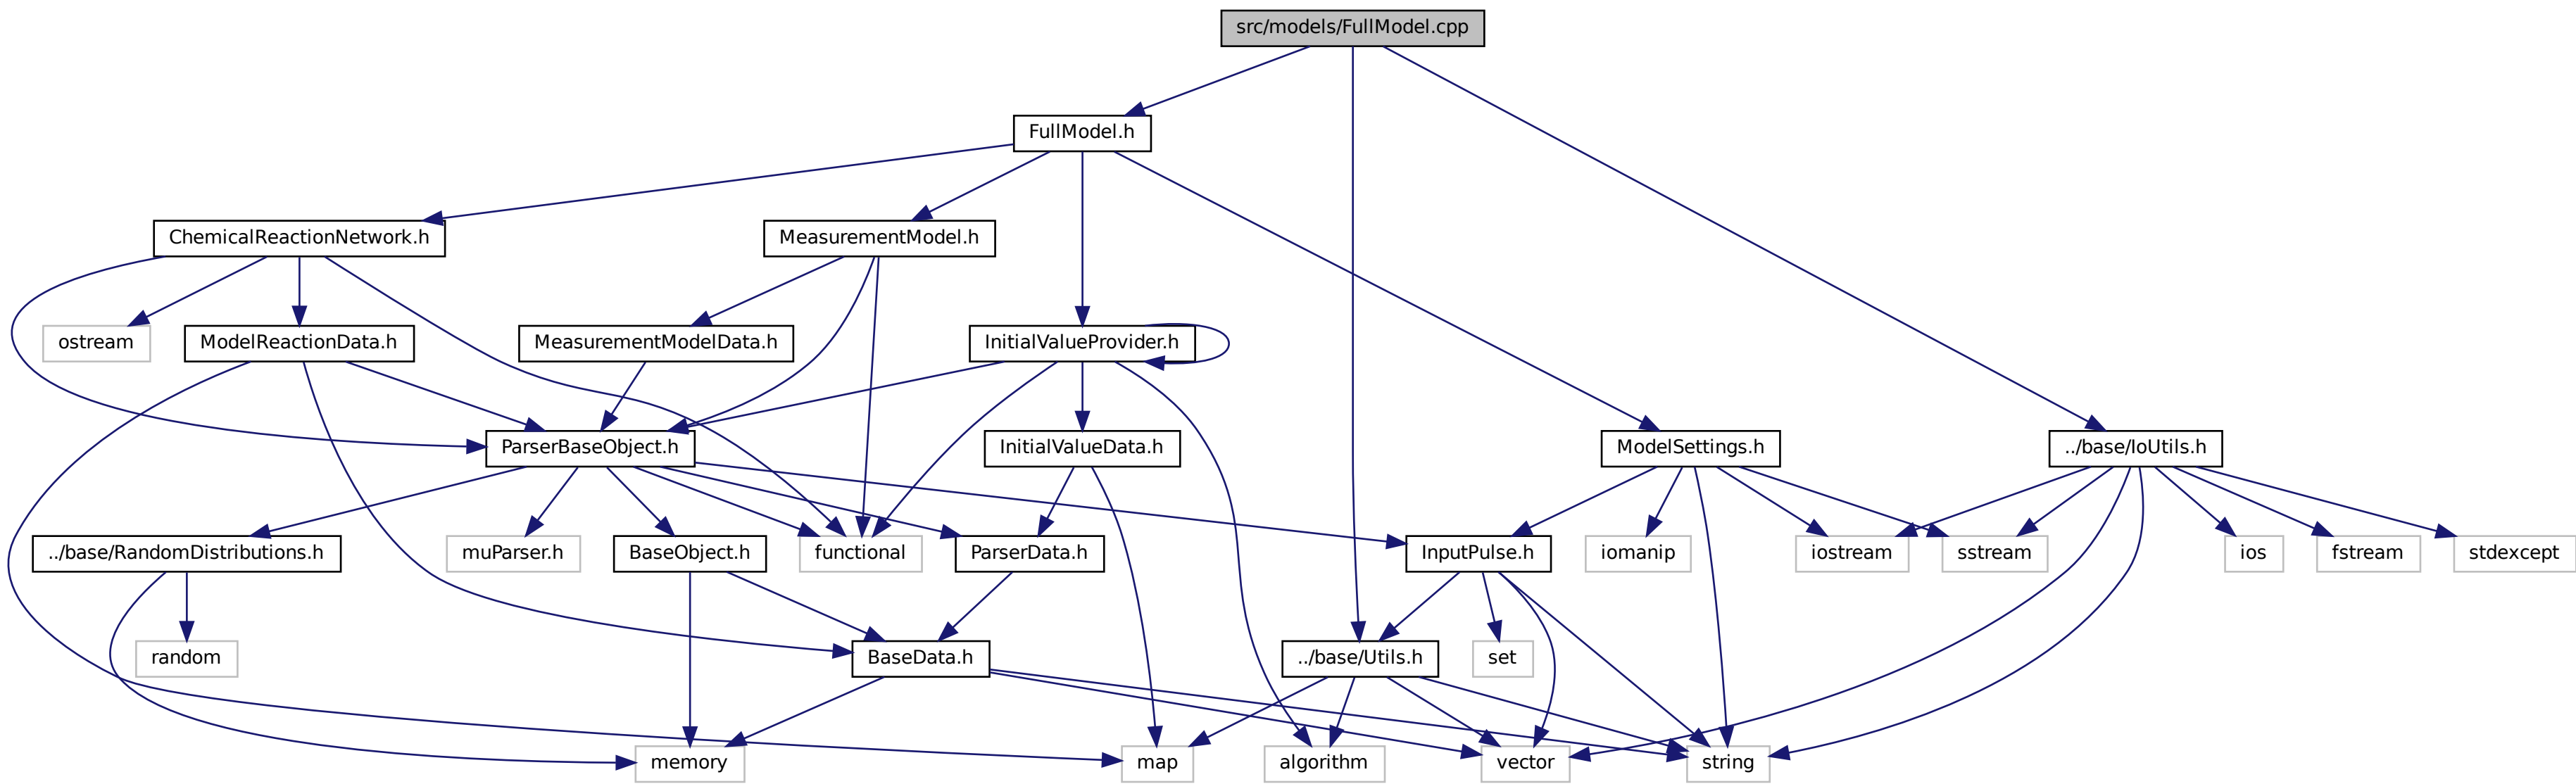 src/models/FullModel.cpp
FullModel.h
ChemicalReactionNetwork.h
MeasurementModel.h
ostream
ModelReactionData.h
MeasurementModelData.h
InitialValueProvider.h
ParserBaseObject.h
InitialValueData.h
ModelSettings.h
../base/IoUtils.h
../base/RandomDistributions.h
muParser.h
BaseObject.h
functional
ParserData.h
InputPulse.h
iomanip
iostream
sstream
ios
fstream
stdexcept
random
BaseData.h
../base/Utils.h
set
memory
map
algorithm
vector
string